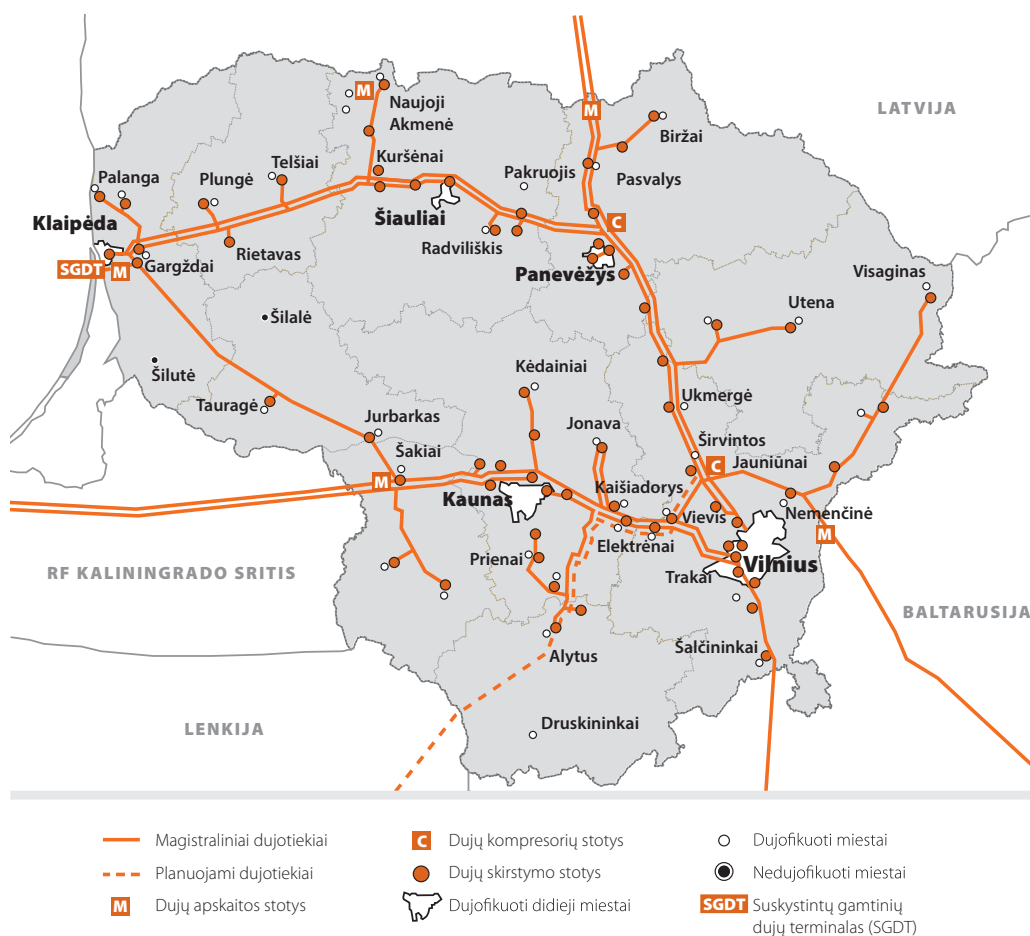 M
Naujoji
Akmenė
M
LATVIJA
Biržai
Telšiai
Kuršėnai
Palanga
Plungė
Pakruojis
Pasvalys
Klaipėda
Šiauliai
C
Radviliškis
Rietavas
Gargždai
SGDT
M
Panevėžys
Visaginas
Utena
Šilalė
Šilutė
Kėdainiai
Ukmergė
Tauragė
Jurbarkas
Jonava
Širvintos
Šakiai
C
Jauniūnai
M
Kaunas
Kaišiadorys
Nemenčinė
Vievis
M
Elektrėnai
Prienai
Vilnius
Trakai
RF KALININGRADO SRITIS
BALTARUSIJA
Šalčininkai
Alytus
LENKIJA
Druskininkai
Magistraliniai dujotiekiai
Planuojami dujotiekiai
M Dujų apskaitos stotys
C Dujų kompresorių stotys
Dujų skirstymo stotys
Dujofikuoti didieji miestai
Dujofikuoti miestai
Nedujofikuoti miestai
SGDT Suskystintų gamtinių
dujų terminalas (SGDT)